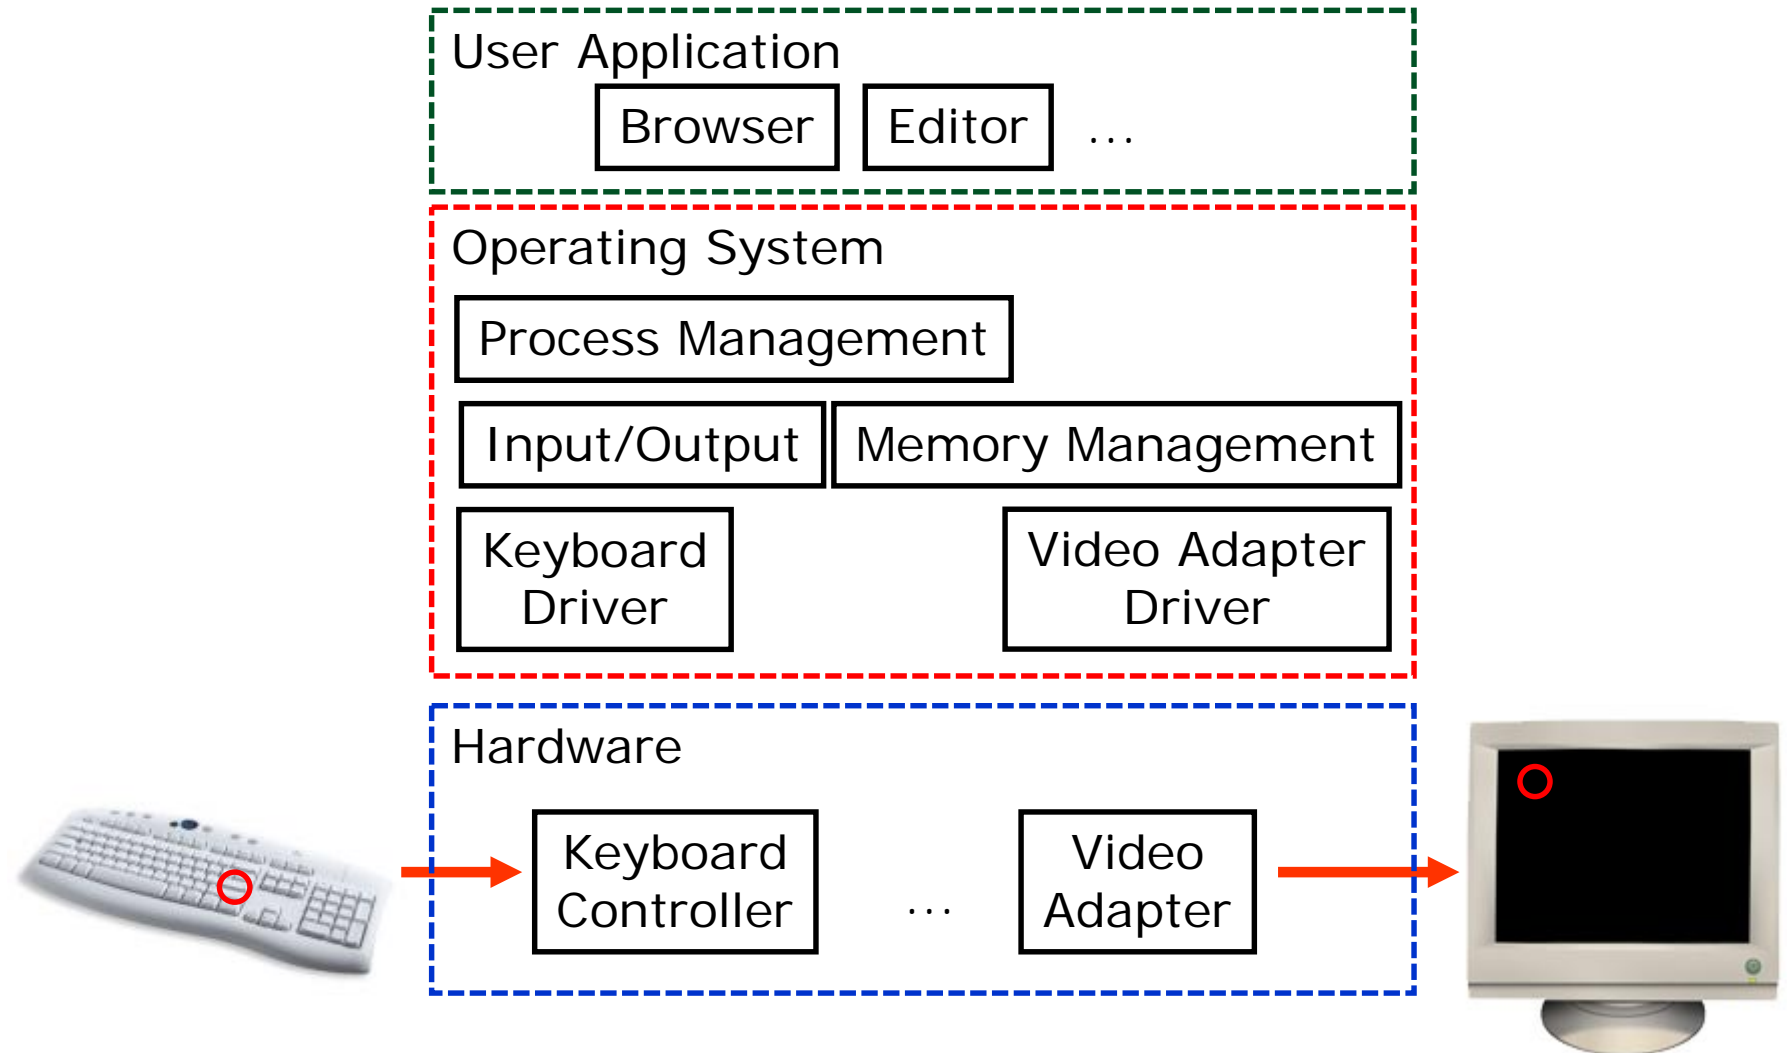 User Application
Browser Editor ...
Operating System
Process Management
Input/Output Memory Management
Keyboard
Driver
Video Adapter
Driver
Hardware
Keyboard
Controller
...
Video
Adapter